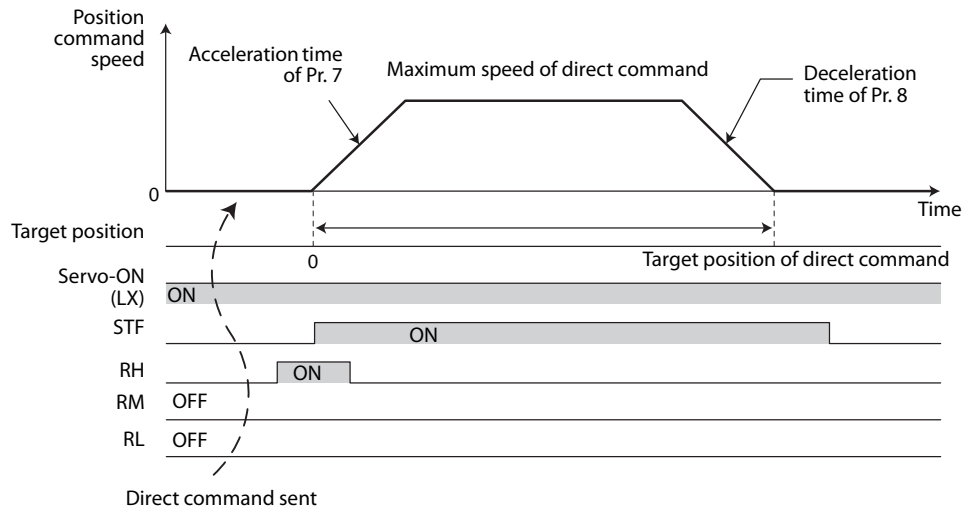 Position
command
speed
Acceleration time
of Pr. 7
Maximum speed of direct command
Deceleration
time of Pr. 8
0
Time
Target position
0
Target position of direct command
Servo-ON
(LX)
ON
STF
ON
RH
ON
RM
OFF
RL
OFF
Direct command sent